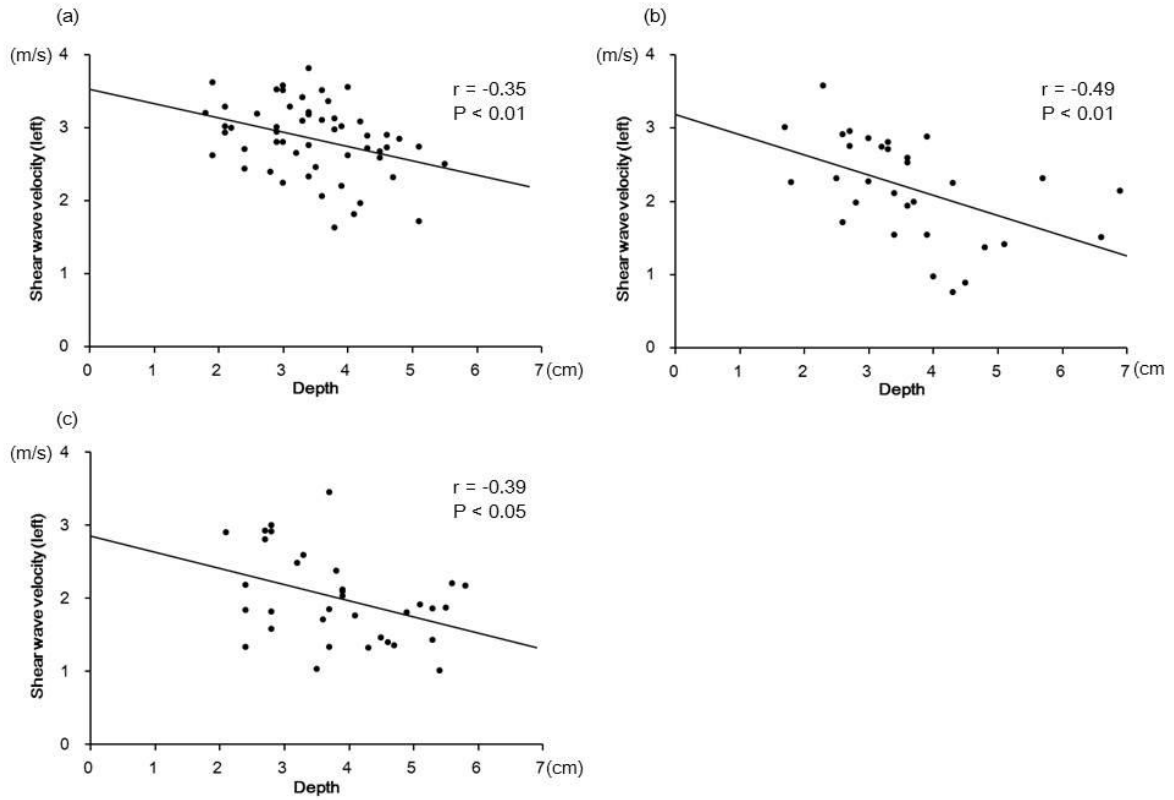 (a)
(m/s)
4
3
2
1
0
Shear wave velocity (left)
r = -0.35
P < 0.01
0 1 2 3 4 5 6 7 (cm)
Depth
(b)
(m/s)
4
3
2
1
0
Shear wave velocity (left)
r = -0.49
P < 0.01
0 1 2 3 4 5 6 7 (cm
Depth
(c)
(m/s)
4
3
2
1
0
Shear wave velocity (left)
r = -0.39
P < 0.05
0 1 2 3 4 5 6 7 (cm)
Depth